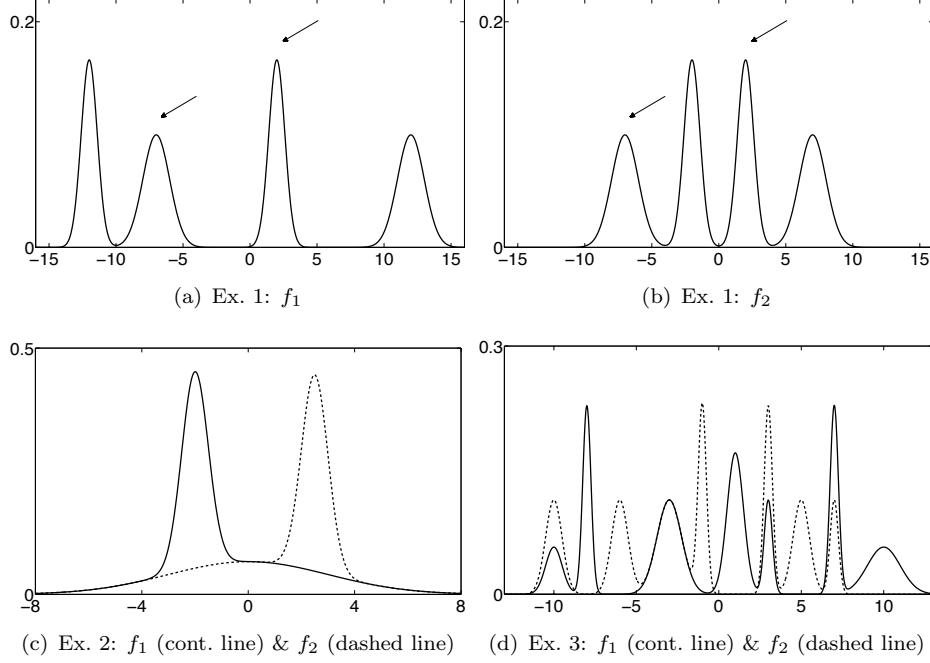 0.2
0
−15 −10 −5 0 5 10 15
(a) Ex. 1: f1
0.2
0
−15 −10 −5 0 5 10 15
(b) Ex. 1: f2
0.5
0
−8 −4 0 4 8
(c) Ex. 2: f1 (cont. line) & f2 (dashed line)
0.3
0
−10 −5 0 5 10
(d) Ex. 3: f1 (cont. line) & f2 (dashed line)